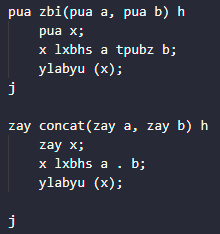 pua zbi(pua a, pua b) h
pua x;
x lxbhs a tpubz b;
ylabyu (x);
j
zay concat(zay a, zay b) h
zay x;
x lxbhs a . b;
ylabyu (x);
j